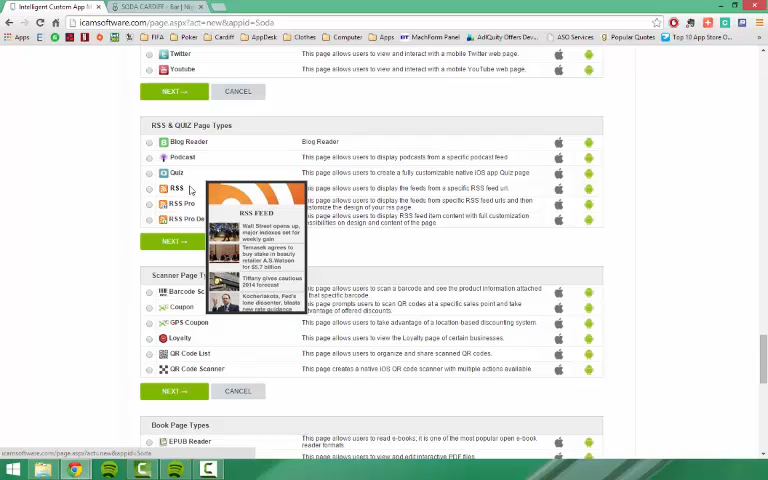 Intelligent Custom App M
SODA CARDIFF – Bar | Nig
icamsoftware.com/page.aspx?act=new&appid=Soda
Apps
FIFA
Poker
Cardiff
AppDesk
Clothes
Computer
Apps
BT MachForm Panel
Adquity Offers Dev...
ASO Services
Popular Quotes
Top 10 App Store O...
Twitter
This page allows users to view and interact with a mobile Twitter web page.
Youtube
This page allows users to view and interact with a mobile YouTube web page.
NEXT→
CANCEL
RSS & QUIZ Page Types
Blog Reader
Blog Reader
Podcast
This page allows users to display podcasts from a specific podcast feed
Quiz
This page allows users to create a fully customizable native iOS app Quiz page
RSS
This page allows users to display the feeds from a specific RSS feed url.
RSS Pro
This page allows users to display the feeds from specific RSS feed urls and then
customize the design of your rss page.
RSS Pro De
This page allows users to display RSS feed item content with full customization
possibilities on design and content of the page.
NEXT
RSS FEED
Wall Street opens up,
major indexes set for
weekly gain
Temasek agrees to
buy stake in beauty
retailer A.S.Watson
for $5.7 billion
Tiffany gives cautious
2014 forecast
Kocherlakota, Fed's
lone dissenter, blasts
new rate guidance
Scanner Page Ty
Barcode Sc
to scan a barcode and see the product information attached
that specific barcode
Coupon
This page prompts users to scan QR codes at a specific sales point and take
advantage of offered discounts.
GPS Coupon
This page allows users to take advantage of a location-based discounting system
Loyalty
This page allows users to view the Loyalty page of certain businesses.
QR Code List
This page allows users to organize and share scanned QR codes.
QR Code Scanner
This page creates a native iOS QR code scanner with multiple actions available.
NEXT→
CANCEL
Book Page Types
EPUB Reader
This page allows users to read e-books; it is one of the most popular open e-book
reader formats.
icamsoftware.com/page.aspx?act=new&appid=Soda